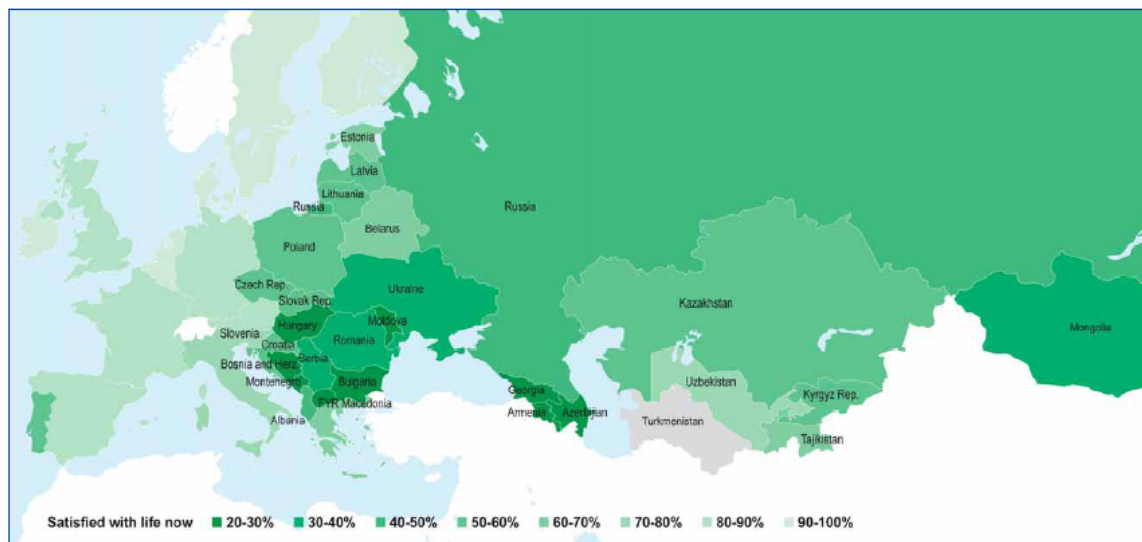 Estonia
Latvia
Lithuania
Russia
Russia
Belarus
Poland
Czech Rep
Ukraine
Slovak Rep
Kazakhstan
Moldova
Hungary
Mongolia
Slovenia
Romania
Croatia
Serbia
Bosnia and Herz.
Montenegro
Bulgaria
Uzbekistan
Georgia
Kyrgyz Rep.
FYR Macedonia
Armenia
Azerbijan
Albania
Turkmenistan
Tajikistan
Satisfied with life now 20-30% 30-40% 40-50% 50-60% 60-70% 70-80% 80-90% 90-100%